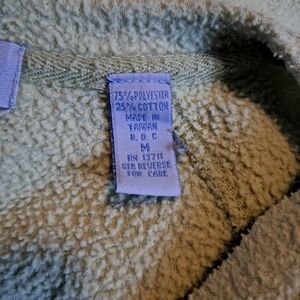 75% POLYESTER
25% COTTON
MADE IN
TAIWAN
R. O. C
M
RN 13711
SEE REVERSE
FOR CARE